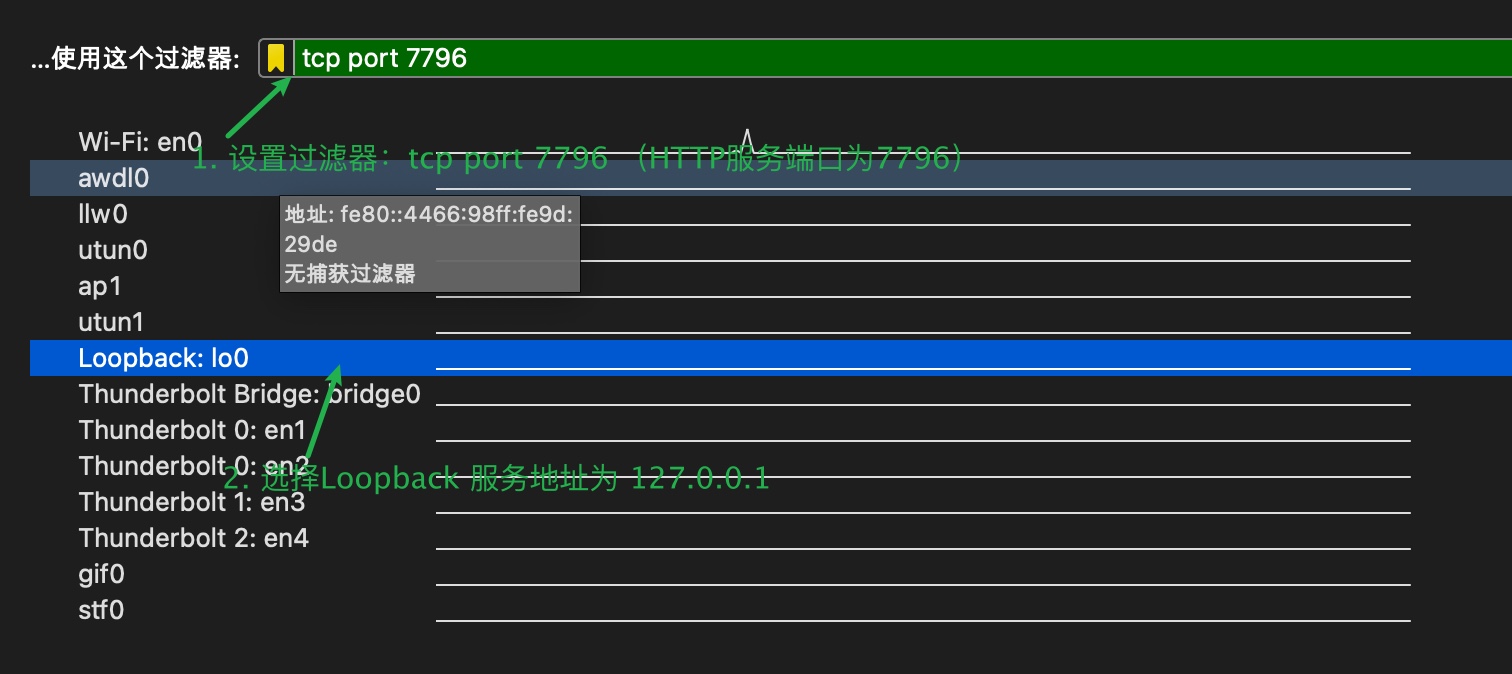 ...使用这个过滤器: tcp port 7796
Wi-Fi: en0
1. 设置过滤器：tcp port 7796 （HTTP服务端口为7796）
awdl0
llw0
地址: fe80::4466:98ff:fe9d:
29de
无捕获过滤器
utun0
ap1
utun1
Loopback: lo0
Thunderbolt Bridge: bridge0
Thunderbolt 0: en1
Thunderbolt 0: en2
2. 选择Loopback 服务地址为 127.0.0.1
Thunderbolt 1: en3
Thunderbolt 2: en4
gif0
stf0